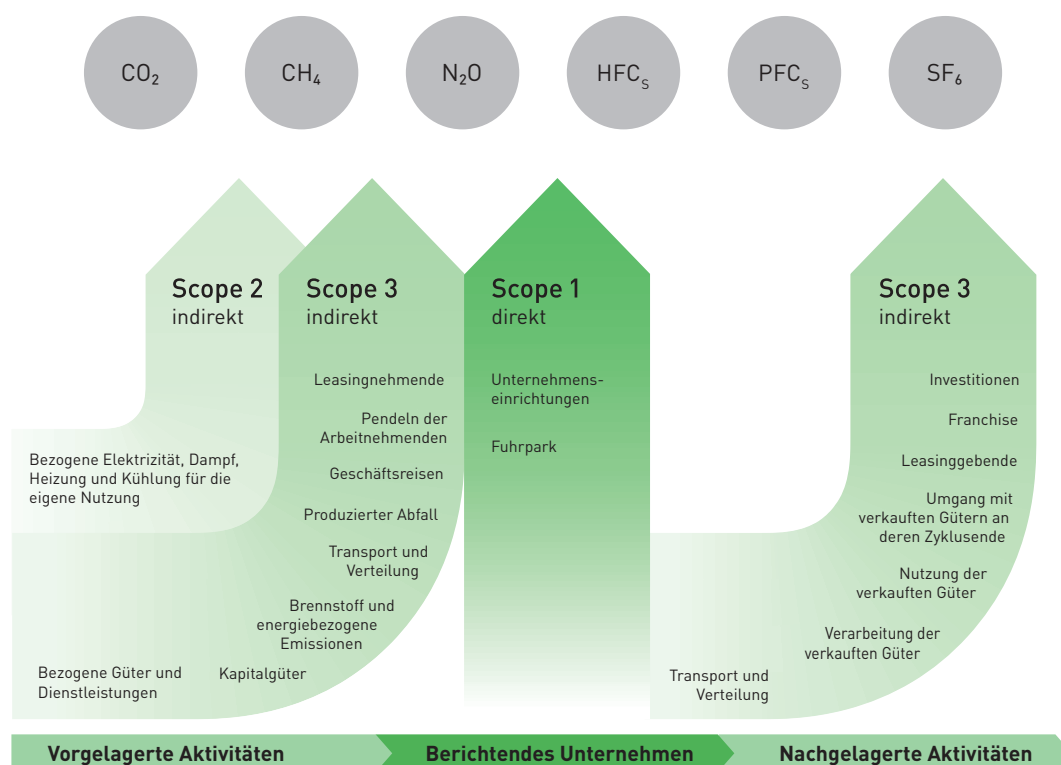 CO₂
CH₄
N₂O
HFCₛ
PFCₛ
SF₆
Scope 2
indirekt
Bezogene Elektrizität, Dampf,
Heizung und Kühlung für die
eigene Nutzung
Scope 3
indirekt
Leasingnehmende
Pendeln der
Arbeitnehmenden
Geschäftsreisen
Produzierter Abfall
Transport und
Verteilung
Brennstoff und
energiebezogene
Emissionen
Kapitalgüter
Bezogene Güter und
Dienstleistungen
Scope 1
direkt
Unternehmens-
einrichtungen
Fuhrpark
Scope 3
indirekt
Investitionen
Franchise
Leasinggebende
Umgang mit
verkauften Gütern an
deren Zyklusende
Nutzung der
verkauften Güter
Verarbeitung der
verkauften Güter
Transport und
Verteilung
Vorgelagerte Aktivitäten
Berichtendes Unternehmen
Nachgelagerte Aktivitäten